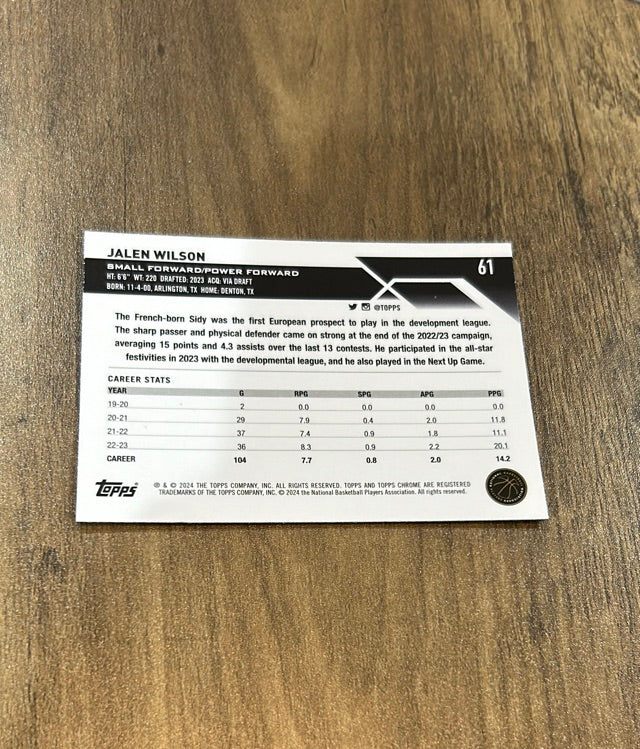 JALEN WILSON
61
SMALL FORWARD/POWER FORWARD
HT: 6'6" WT: 220 DRAFTED: 2023 ACQ: VIA DRAFT
BORN: 11-4-00, ARLINGTON, TX HOME: DENTON, TX
@TOPPS
The French-born Sidy was the first European prospect to play in the development league.
The sharp passer and physical defender came on strong at the end of the 2022/23 campaign,
averaging 15 points and 4.3 assists over the last 13 contests. He participated in the all-star
festivities in 2023 with the developmental league, and he also played in the Next Up Game.
CAREER STATS
YEAR G RPG SPG APG PPG
19-20 2 0.0 0.0 0.0 0.0
20-21 29 7.9 0.4 2.0 11.8
21-22 37 7.4 0.9 1.8 11.1
22-23 36 8.3 0.9 2.2 20.1
CAREER 104 7.7 0.8 2.0 14.2
topps
® & © 2024 THE TOPPS COMPANY, INC. ALL RIGHTS RESERVED. TOPPS AND TOPPS CHROME ARE REGISTERED
TRADEMARKS OF THE TOPPS COMPANY, INC. © 2024 the National Basketball Players Association. All rights reserved.